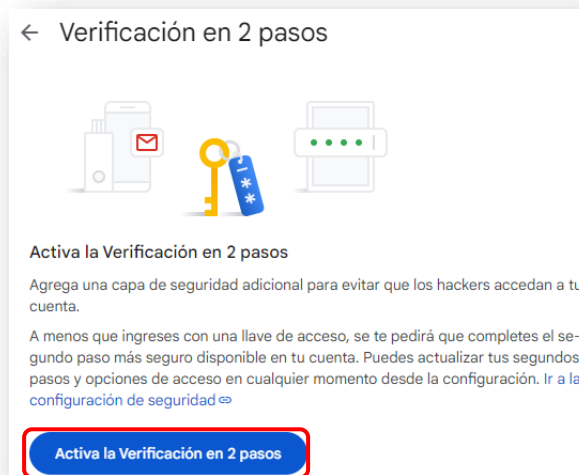 Verificación en 2 pasos
Activa la Verificación en 2 pasos
Agrega una capa de seguridad adicional para evitar que los hackers accedan a tu
cuenta.
A menos que ingreses con una llave de acceso, se te pedirá que completes el se-
gundo paso más seguro disponible en tu cuenta. Puedes actualizar tus segundos
pasos y opciones de acceso en cualquier momento desde la configuración. Ir a la
configuración de seguridad
Activa la Verificación en 2 pasos